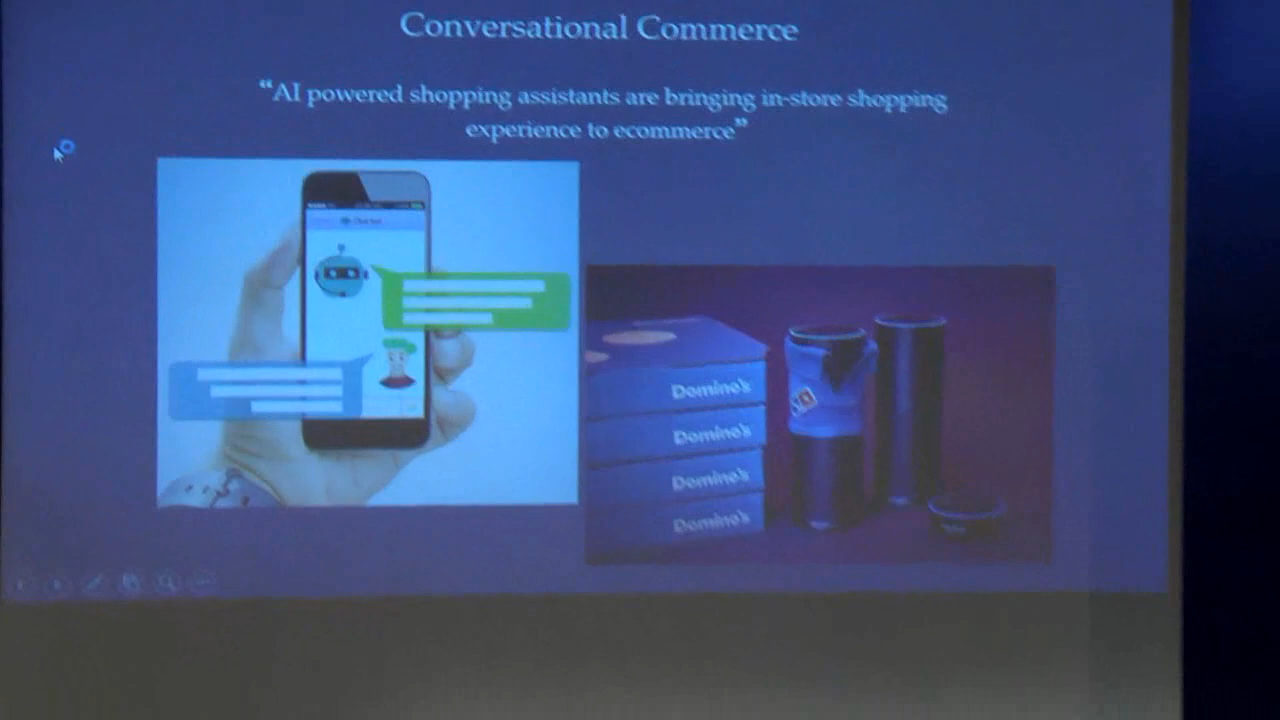 Conversational Commerce
“AI powered shopping assistants are bringing in-store shopping
experience to ecommerce”
Domino's
Domino's
Domino's
Domino's